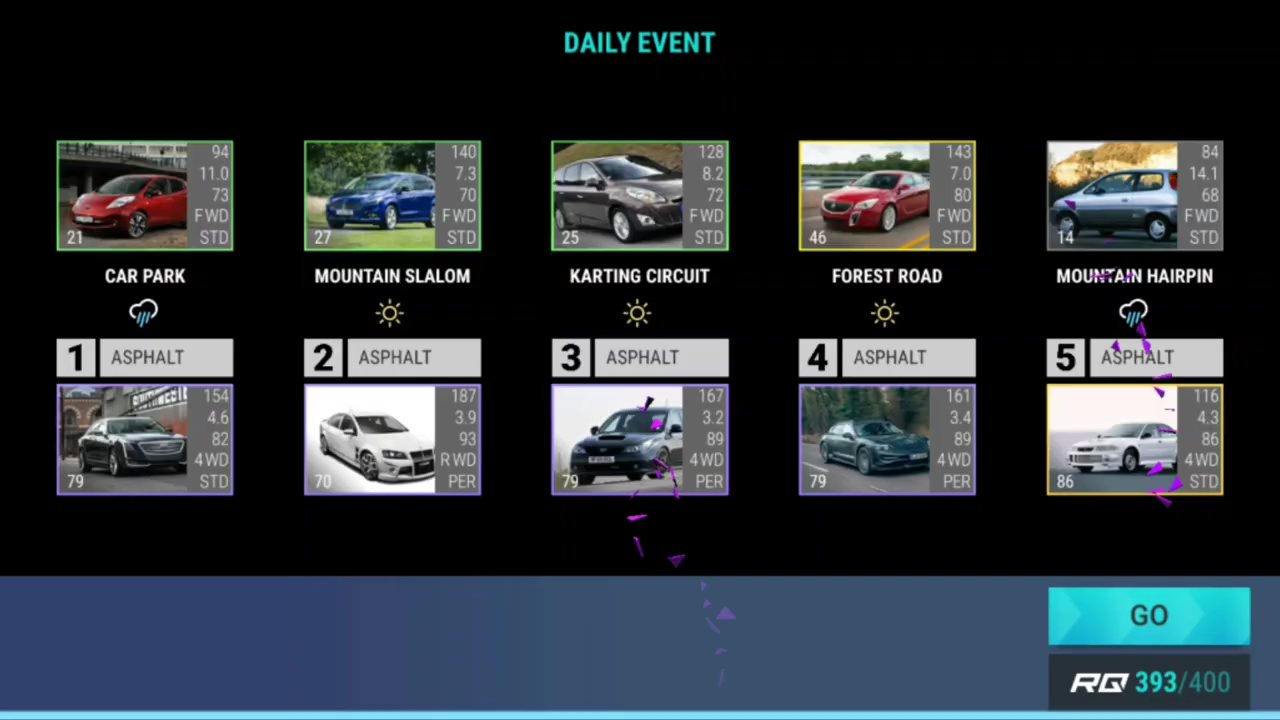 DAILY EVENT
94
11.0
73
FWD
STD
21
140
7.3
70
FWD
STD
27
128
8.2
72
FWD
STD
25
143
7.0
80
FWD
STD
46
84
14.1
68
FWD
STD
14
CAR PARK
MOUNTAIN SLALOM
KARTING CIRCUIT
FOREST ROAD
MOUNTAIN HAIRPIN
1 ASPHALT
2 ASPHALT
3 ASPHALT
4 ASPHALT
5 ASPHALT
154
4.6
82
4WD
STD
79
187
3.9
93
RWD
PER
70
167
3.2
89
4WD
PER
79
161
3.4
89
4WD
PER
79
116
4.3
86
4WD
STD
86
GO
RQ 393/400